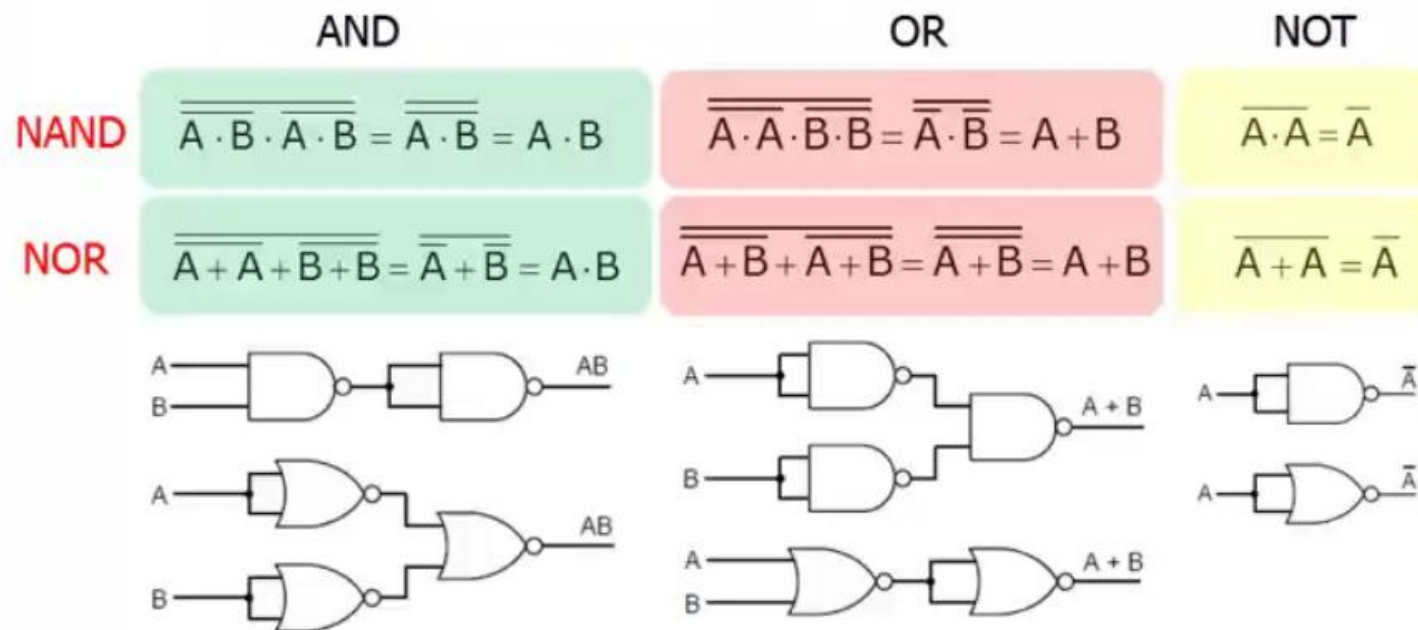 AND OR NOT
NAND A̅·̅B̅·A̅·̅B̅ = A̅·̅B̅ = A · B A̅·̅A̅·B̅·̅B̅ = A̅·B̅ = A + B A̅·̅A̅ = A̅
NOR A̅+̅A̅+B̅+̅B̅ = A̅+B̅ = A·B A̅+̅B̅+A̅+̅B̅ = A̅+̅B̅ = A + B A̅+̅A̅ = A̅
A AB
B
A A + B
B
A A̅
A AB
B
A A + B
B
A A̅